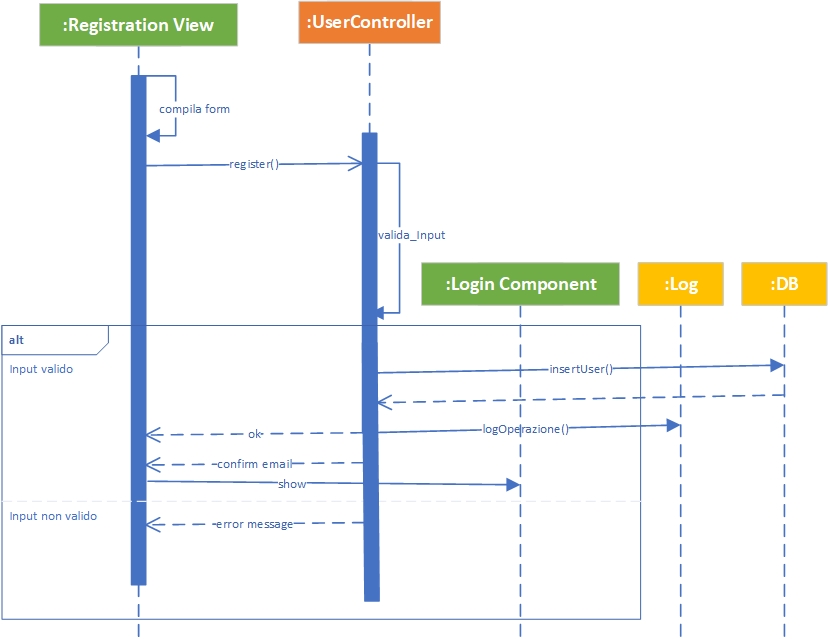 :Registration View
:UserController
compila form
register()
valida_Input
:Login Component
:Log
:DB
alt
Input valido
insertUser()
logOperazione()
ok
confirm email
show
Input non valido
error message